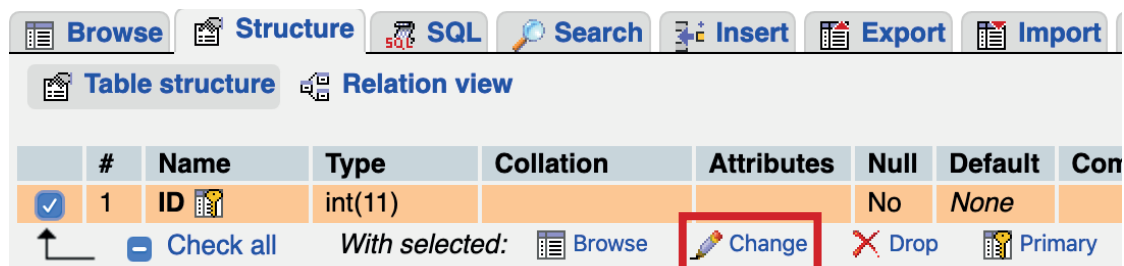 Browse Structure SQL Search Insert Export Import
Table structure Relation view
# Name Type Collation Attributes Null Default Com
1 ID int(11) No None
Check all With selected: Browse Change Drop Primary